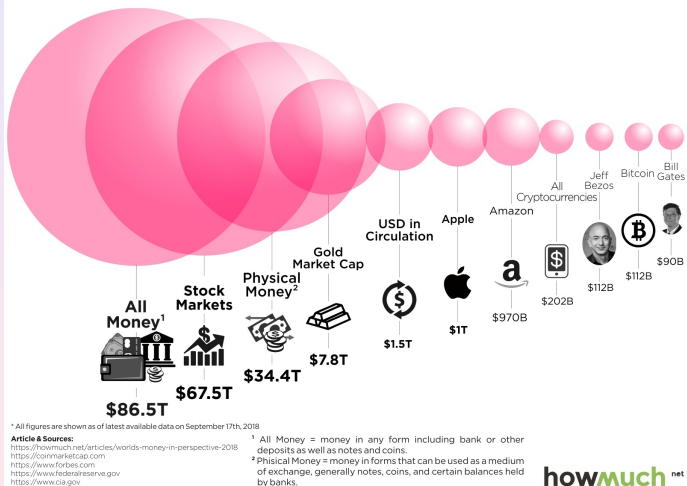 All
Money¹
$86.5T
Stock
Markets
$67.5T
Physical
Money²
$34.4T
Gold
Market Cap
$7.8T
USD in
Circulation
$1.5T
Apple
$1T
Amazon
a
$970B
All
Cryptocurrencies
$202B
Jeff
Bezos
$112B
Bitcoin
$112B
Bill
Gates
$90B
* All figures are shown as of latest available data on September 17th, 2018
Article & Sources:
https://howmuch.net/articles/worlds-money-in-perspective-2018
https://coinmarketcap.com
https://www.forbes.com
https://www.federalreserve.gov
https://www.cia.gov
¹ All Money = money in any form including bank or other
deposits as well as notes and coins.
² Phisical Money = money in forms that can be used as a medium
of exchange, generally notes, coins, and certain balances held
by banks.
howmuch net